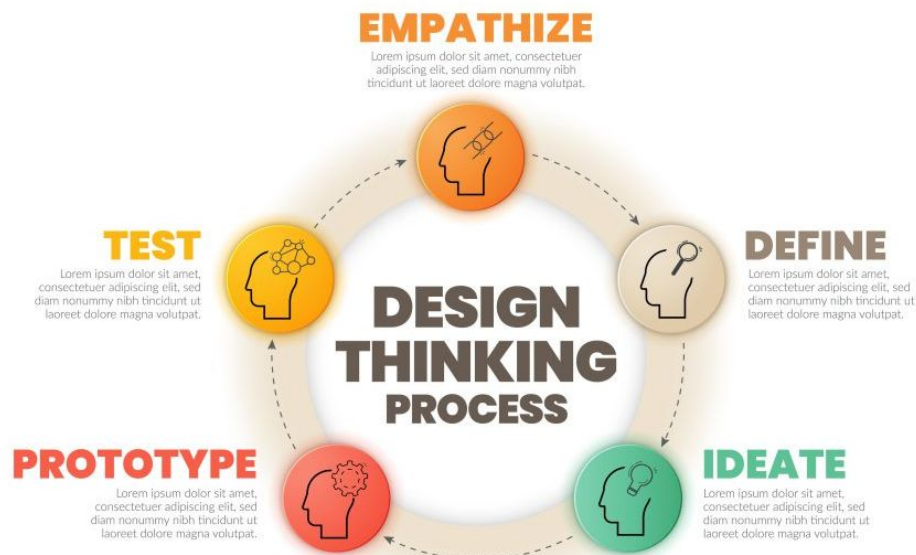 EMPATHIZE
Lorem ipsum dolor sit amet, consectetuer
adipiscing elit, sed diam nonummy nibh
tincidunt ut laoreet dolore magna volutpat.
TEST
Lorem ipsum dolor sit amet,
consectetuer adipiscing elit, sed
diam nonummy nibh tincidunt ut
laoreet dolore magna volutpat.
DEFINE
Lorem ipsum dolor sit amet,
consectetuer adipiscing elit, sed
diam nonummy nibh tincidunt ut
laoreet dolore magna volutpat.
DESIGN
THINKING
PROCESS
PROTOTYPE
Lorem ipsum dolor sit amet,
consectetuer adipiscing elit, sed
diam nonummy nibh tincidunt ut
laoreet dolore magna volutpat.
IDEATE
Lorem ipsum dolor sit amet,
consectetuer adipiscing elit, sed
diam nonummy nibh tincidunt ut
laoreet dolore magna volutpat.